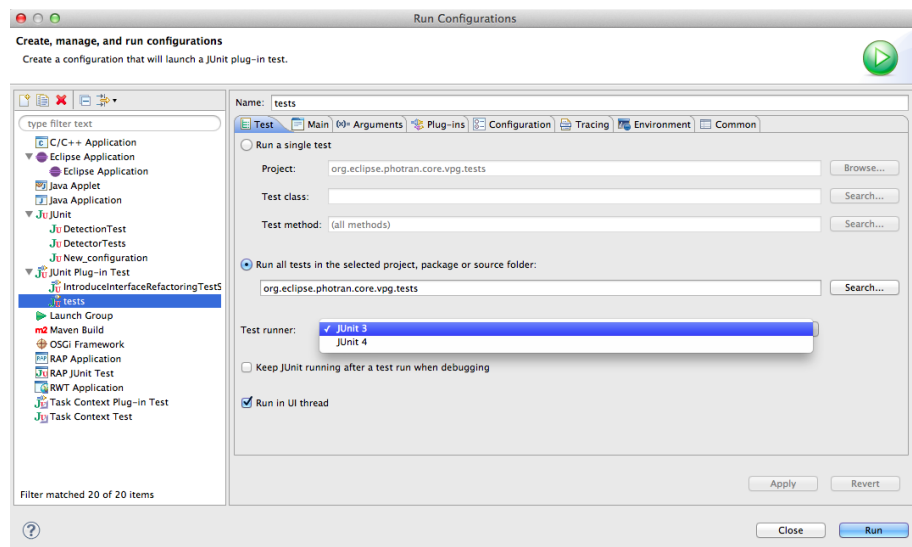 Run Configurations
Create, manage, and run configurations
Create a configuration that will launch a JUnit plug-in test.
type filter text
C/C++ Application
Eclipse Application
Eclipse Application
Java Applet
Java Application
JUnit
DetectionTest
DetectorTests
New_configuration
JUnit Plug-in Test
IntroduceInterfaceRefactoringTestS
tests
Launch Group
m2 Maven Build
OSGi Framework
RAP Application
RAP JUnit Test
RWT Application
Task Context Plug-in Test
Task Context Test
Filter matched 20 of 20 items
Name: tests
Test Main (x)= Arguments Plug-ins Configuration Tracing Environment Common
Run a single test
Project: org.eclipse.photran.core.vpg.tests Browse...
Test class: Search...
Test method: (all methods) Search...
Run all tests in the selected project, package or source folder:
org.eclipse.photran.core.vpg.tests Search...
Test runner: ✓ JUnit 3
JUnit 4
Keep JUnit running after a test run when debugging
Run in UI thread
Apply Revert
? Close Run